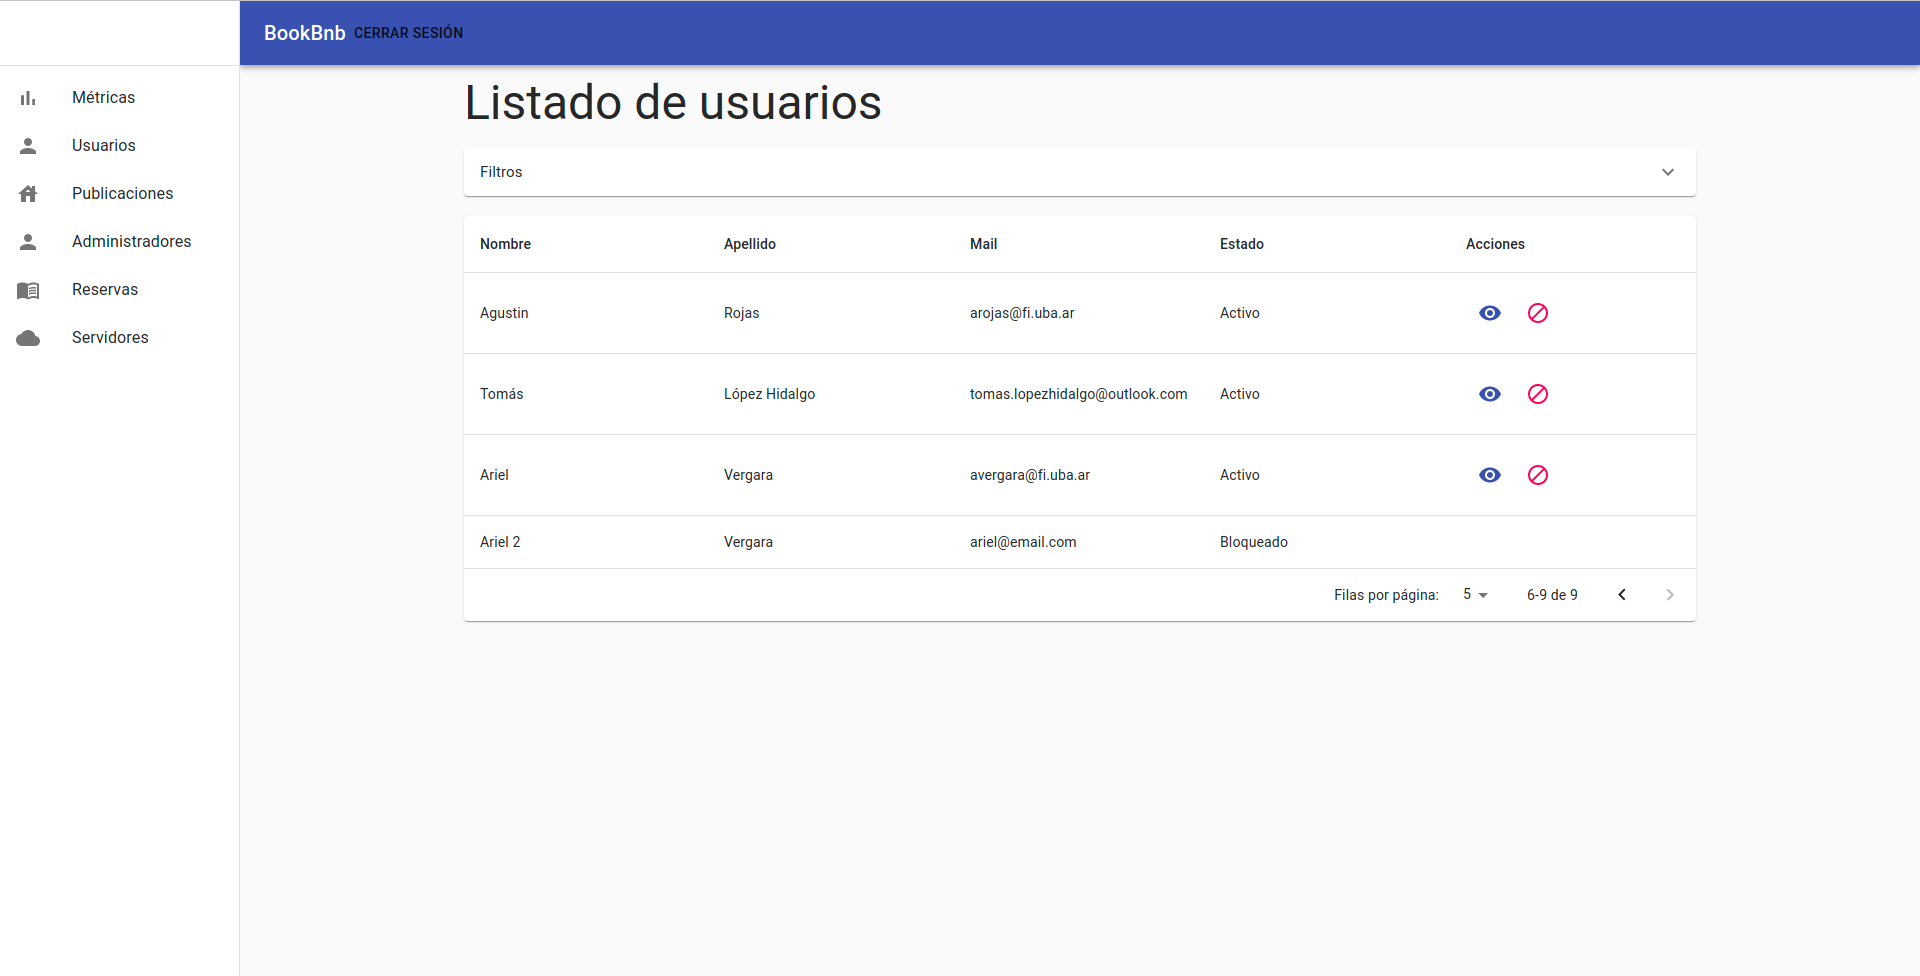 BookBnb CERRAR SESIÓN
Métricas
Usuarios
Publicaciones
Administradores
Reservas
Servidores
Listado de usuarios
Filtros
Nombre Apellido Mail Estado Acciones
Agustin Rojas arojas@fi.uba.ar Activo
Tomás López Hidalgo tomas.lopezhidalgo@outlook.com Activo
Ariel Vergara avergara@fi.uba.ar Activo
Ariel 2 Vergara ariel@email.com Bloqueado
Filas por página: 5 6-9 de 9